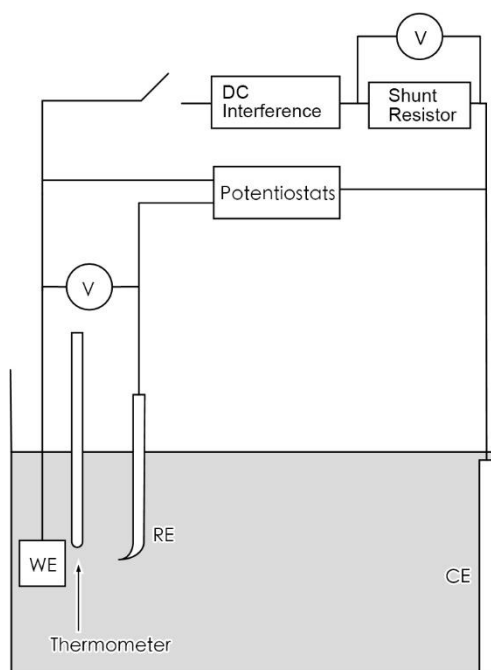 V
DC
Interference
Shunt
Resistor
Potentiostats
V
RE
WE
CE
Thermometer